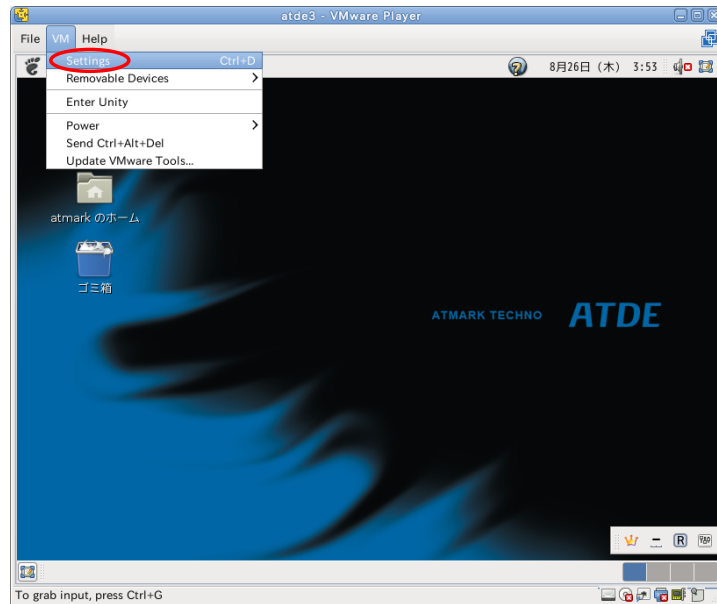 atde3 - VMware Player
File VM Help
Settings Ctrl+D
8月26日 (木) 3:53
Removable Devices
Enter Unity
Power
Send Ctrl+Alt+Del
Update VMware Tools...
atmark のホーム
ゴミ箱
ATMARK TECHNO ATDE
R
To grab input, press Ctrl+G